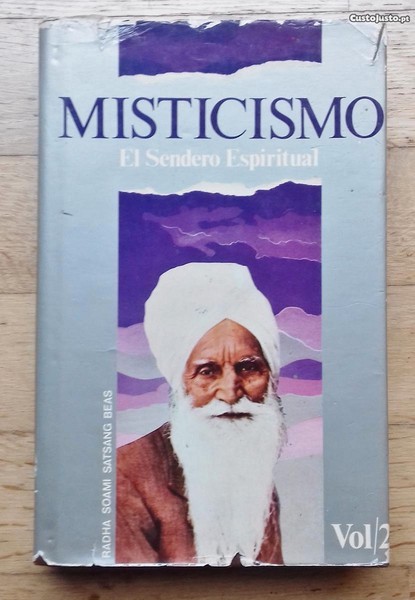 CustoJusto.pt
MISTICISMO
El Sendero Espiritual
RADHA SOAMI SATSANG BEAS
Vol/2